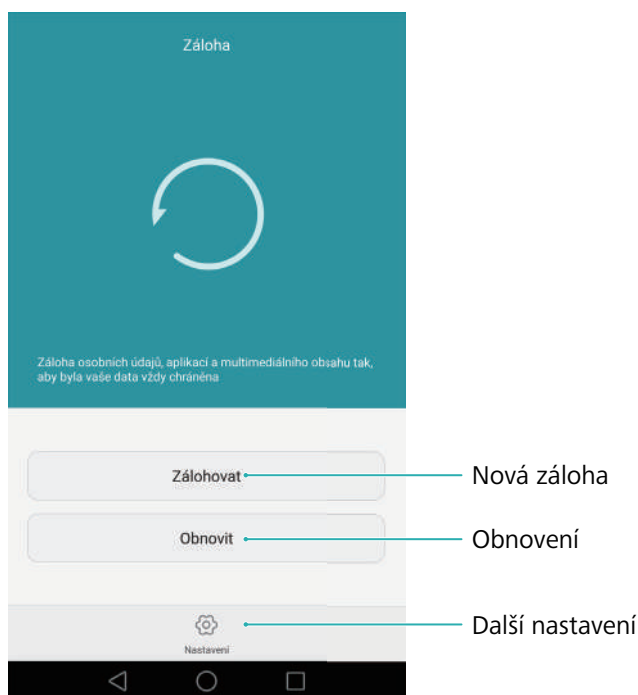 Záloha
Záloha osobních údajů, aplikací a multimediálního obsahu tak,
aby byla vaše data vždy chráněna
Zálohovat
Nová záloha
Obnovit
Obnovení
Další nastavení
Nastavení